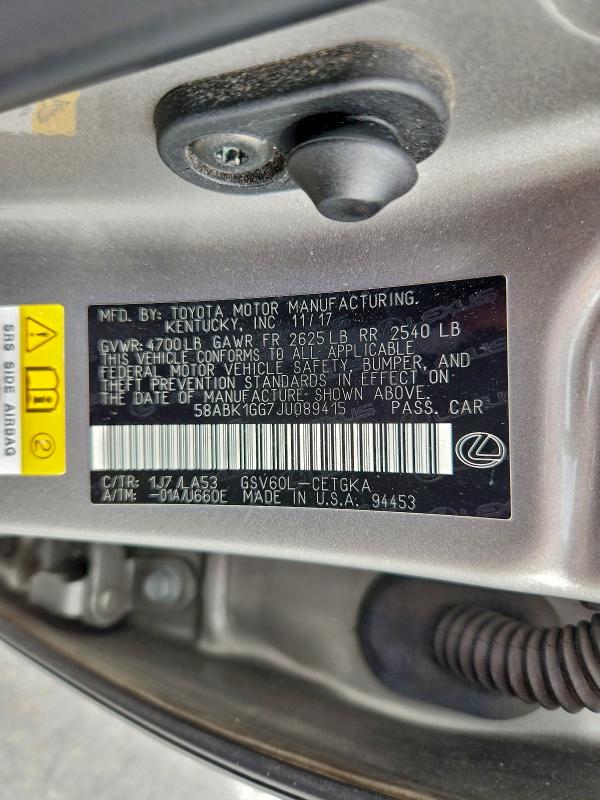 MFD. BY: TOYOTA MOTOR MANUFACTURING.
KENTUCKY, INC 11/17
GVWR: 4700LB GAWR FR 2625LB RR 2540 LB
THIS VEHICLE CONFORMS TO ALL APPLICABLE
FEDERAL MOTOR VEHICLE SAFETY, BUMPER, AND
THEFT PREVENTION STANDARDS IN EFFECT ON
THE DATE OF MANUFACTURE SHOWN ABOVE.
58ABK1GG7JU089415 PASS. CAR
C/TR: 1J7/LA53 GSV60L-CETGKA
A/TM: -01A/U660E MADE IN U.S.A. 94453
SRS SIDE AIRBAG
2
LEXUS